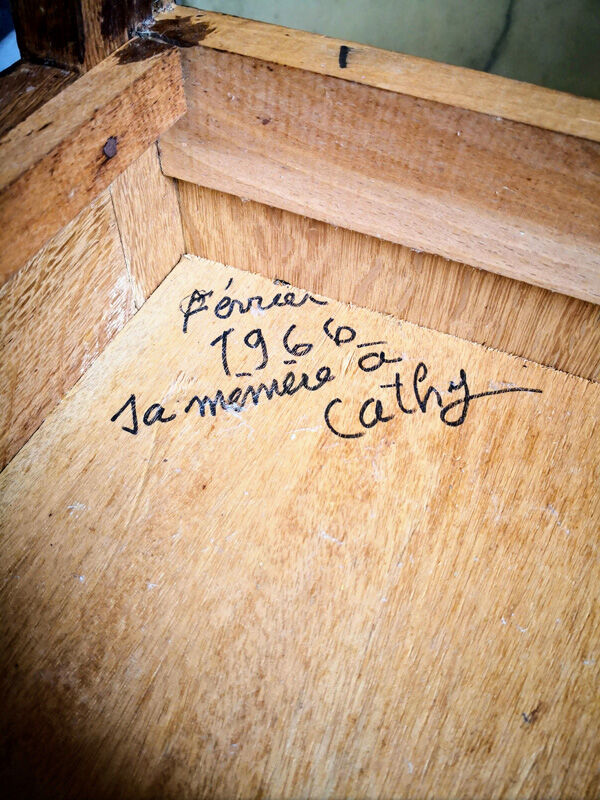 Février
1966
sa mémère à
Cathy